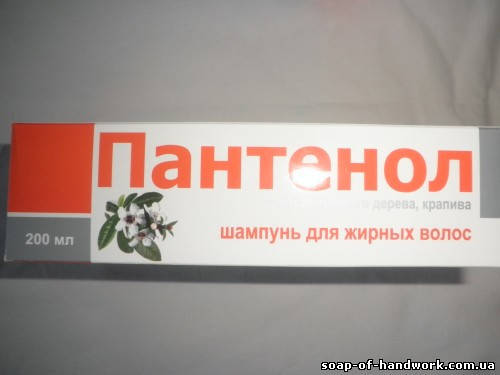 Пантенол
дерева, крапива
200 мл
шампунь для жирных волос
soap-of-handwork.com.ua